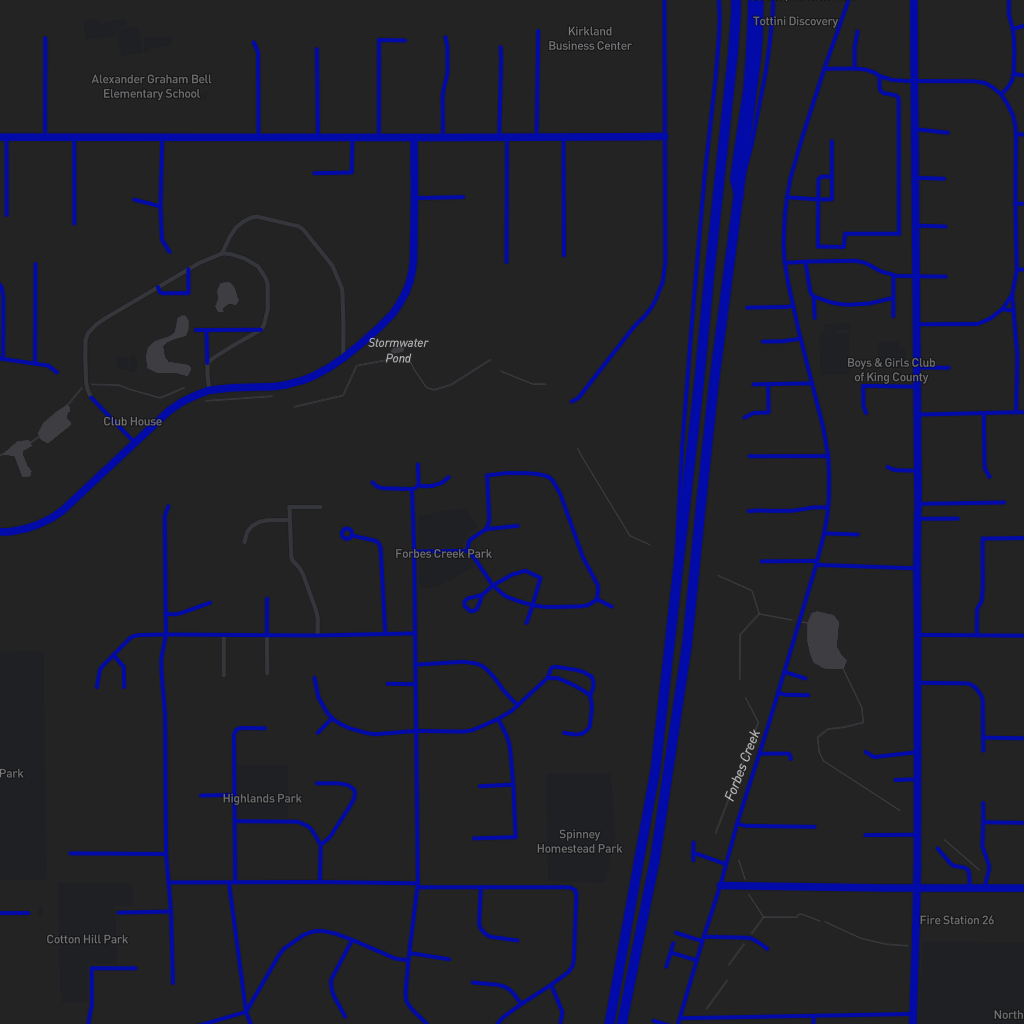 Tottini Discovery
Kirkland
Business Center
Alexander Graham Bell
Elementary School
Stormwater
Pond
Boys & Girls Club
of King County
Club House
Forbes Creek Park
Forbes Creek
Park
Highlands Park
Spinney
Homestead Park
Fire Station 26
Cotton Hill Park
North